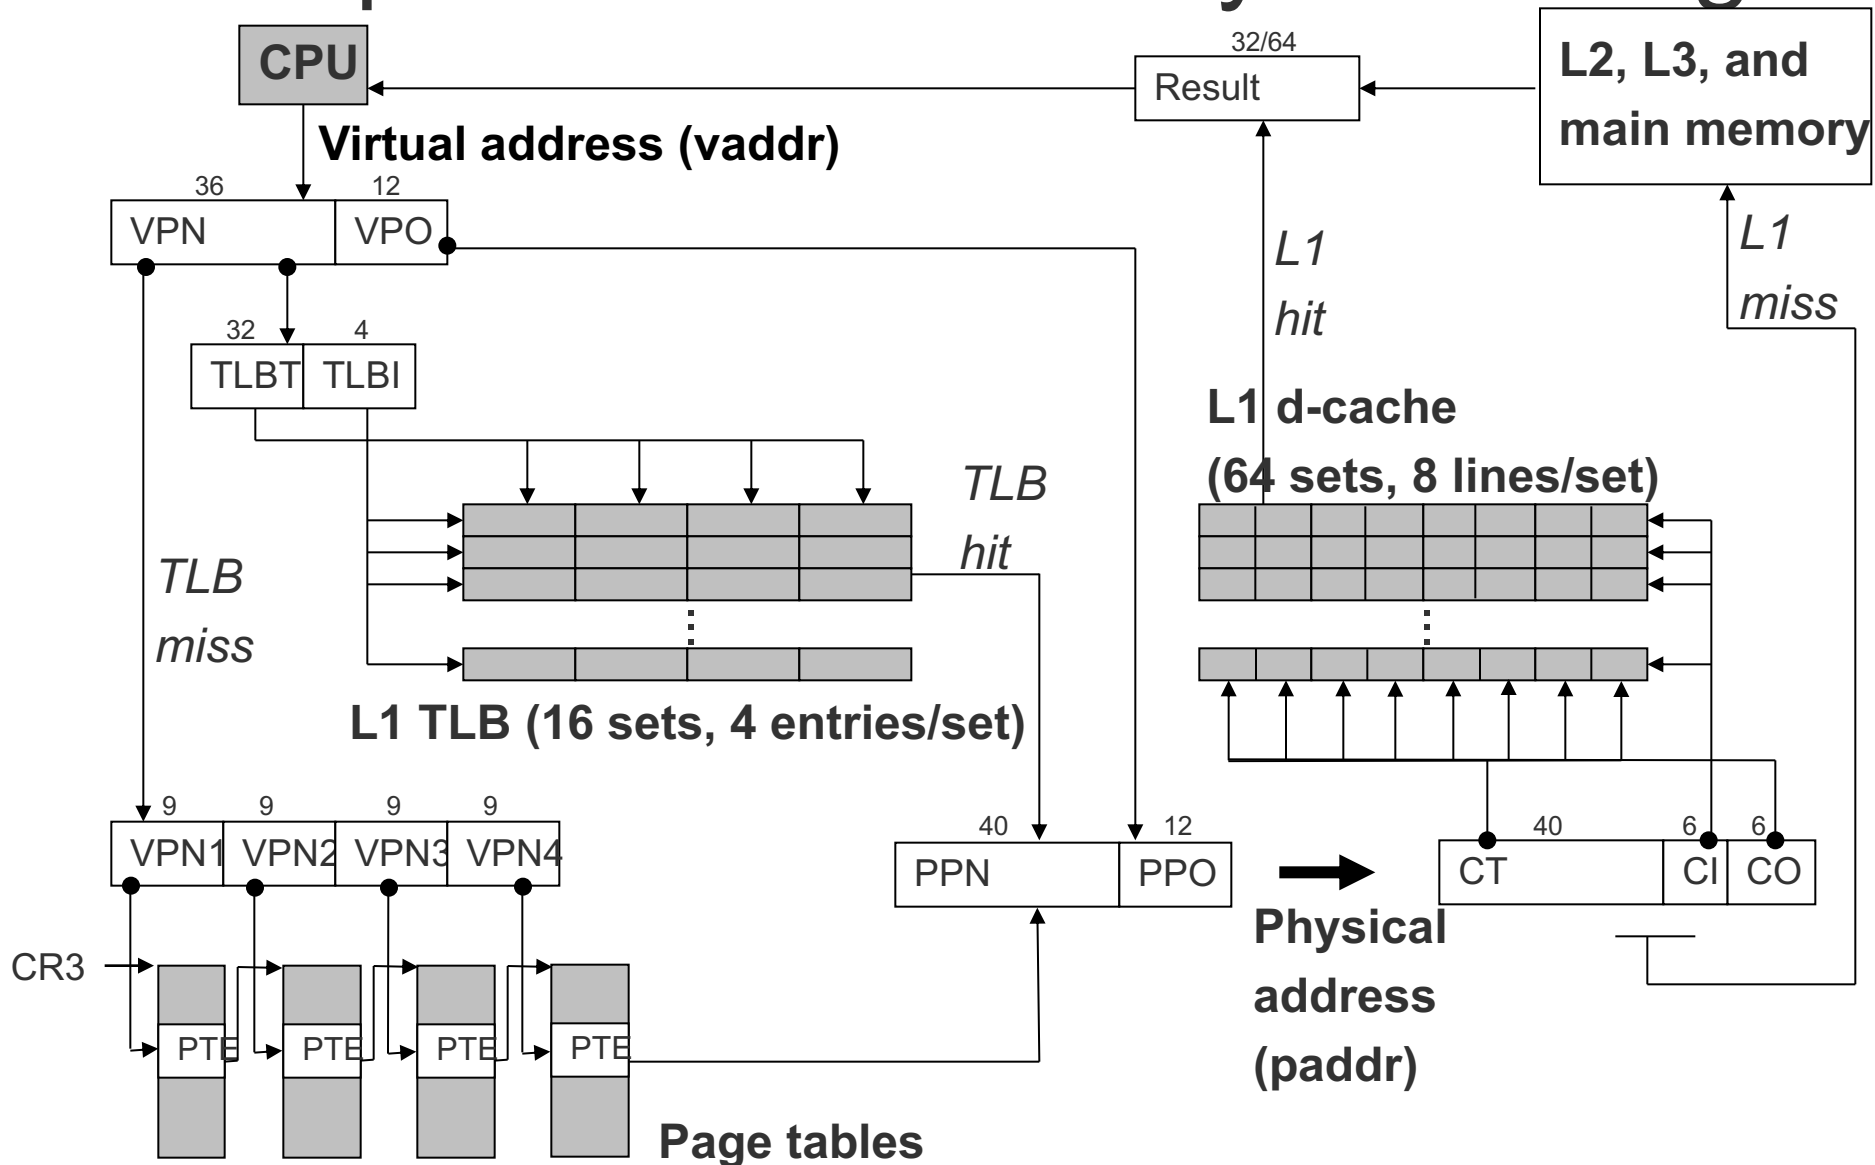 CPU
32/64
Result
L2, L3, and
main memory
Virtual address (vaddr)
36
12
VPN
VPO
L1
hit
L1
miss
32
4
TLBT
TLBI
L1 d-cache
(64 sets, 8 lines/set)
TLB
hit
TLB
miss
L1 TLB (16 sets, 4 entries/set)
9
9
9
9
VPN1
VPN2
VPN3
VPN4
40
12
PPN
PPO
40
6
6
CT
CI
CO
Physical
address
(paddr)
CR3
PTE
PTE
PTE
PTE
Page tables